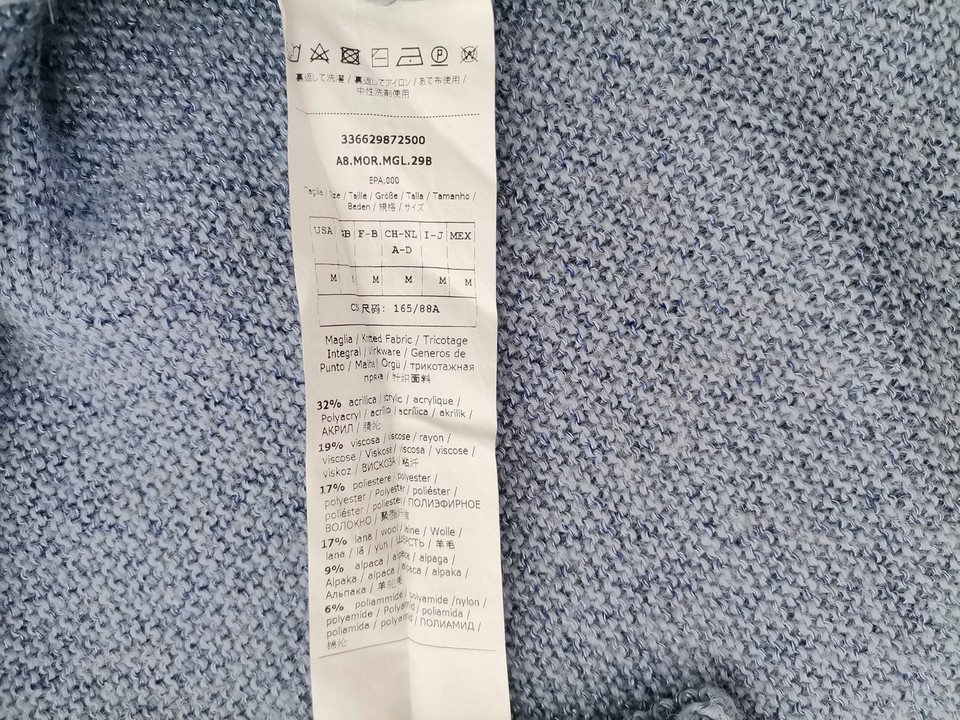 裏返して洗濯 / 裏返してアイロン / あて布使用 /
中性洗剤使用
336629872500
A8.MOR.MGL.29B
EPA.000
Taglia / Size / Taille / Größe / Talla / Tamanho /
Beden / 規格 / サイズ
USA GB F-B CH-NL I-J MEX
A-D
M M M M M
CN 尺码: 165/88A
Maglia / Knitted Fabric / Tricotage
Integral / Wirkware / Generos de
Punto / Malha / Örgü / трикотажная
пряжа / 针织面料
32% acrilica / acrylic / acrylique /
Polyacryl / acrílico / acrílica / akrilik /
АКРИЛ / 腈纶
19% viscosa / viscose / rayon /
viscose / Viskose / viscosa / viscose /
viskoz / ВИСКОЗА / 粘纤
17% poliestere / polyester /
polyester / Polyester / poliéster /
poliéster / poliester / ПОЛИЭФИРНОЕ
ВОЛОКНО / 聚酯纤维
17% lana / wool / laine / Wolle /
lana / lã / yün / ШЕРСТЬ / 羊毛
9% alpaca / alpaca / alpaga /
Alpaka / alpaca / alpaca / alpaka /
Альпака / 羊驼毛
6% poliammide / polyamide /nylon /
polyamide / Polyamid / poliamida /
poliamida / polyamid / ПОЛИАМИД /
锦纶